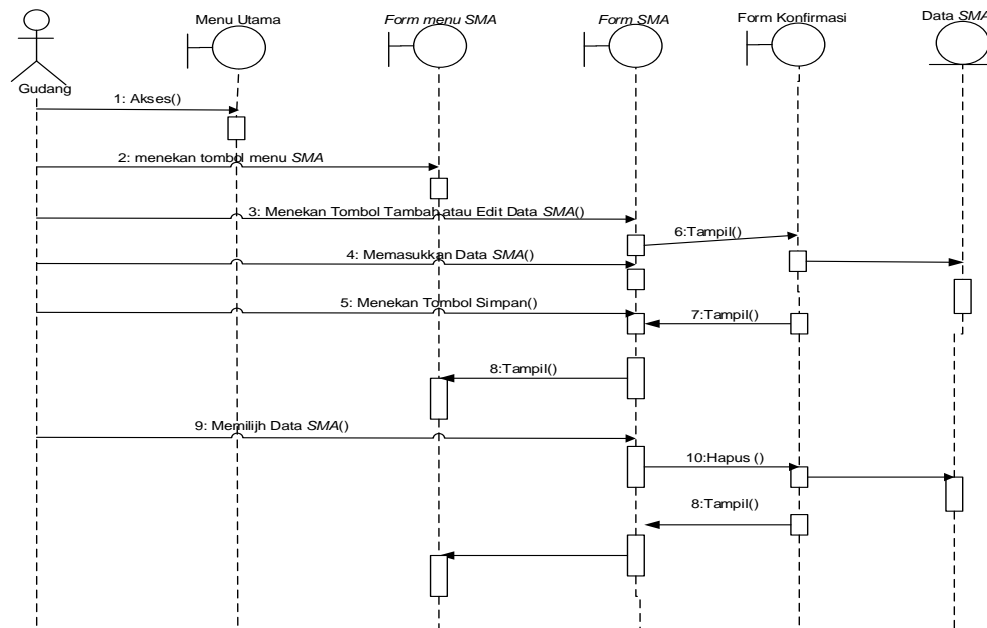 Menu Utama
Form menu SMA
Form SMA
Form Konfirmasi
Data SMA
Gudang
1: Akses()
2: menekan tombol menu SMA
3: Menekan Tombol Tambah atau Edit Data SMA()
6:Tampil()
4: Memasukkan Data SMA()
5: Menekan Tombol Simpan()
7:Tampil()
8:Tampil()
9: Memilijh Data SMA()
10:Hapus ()
8:Tampil()